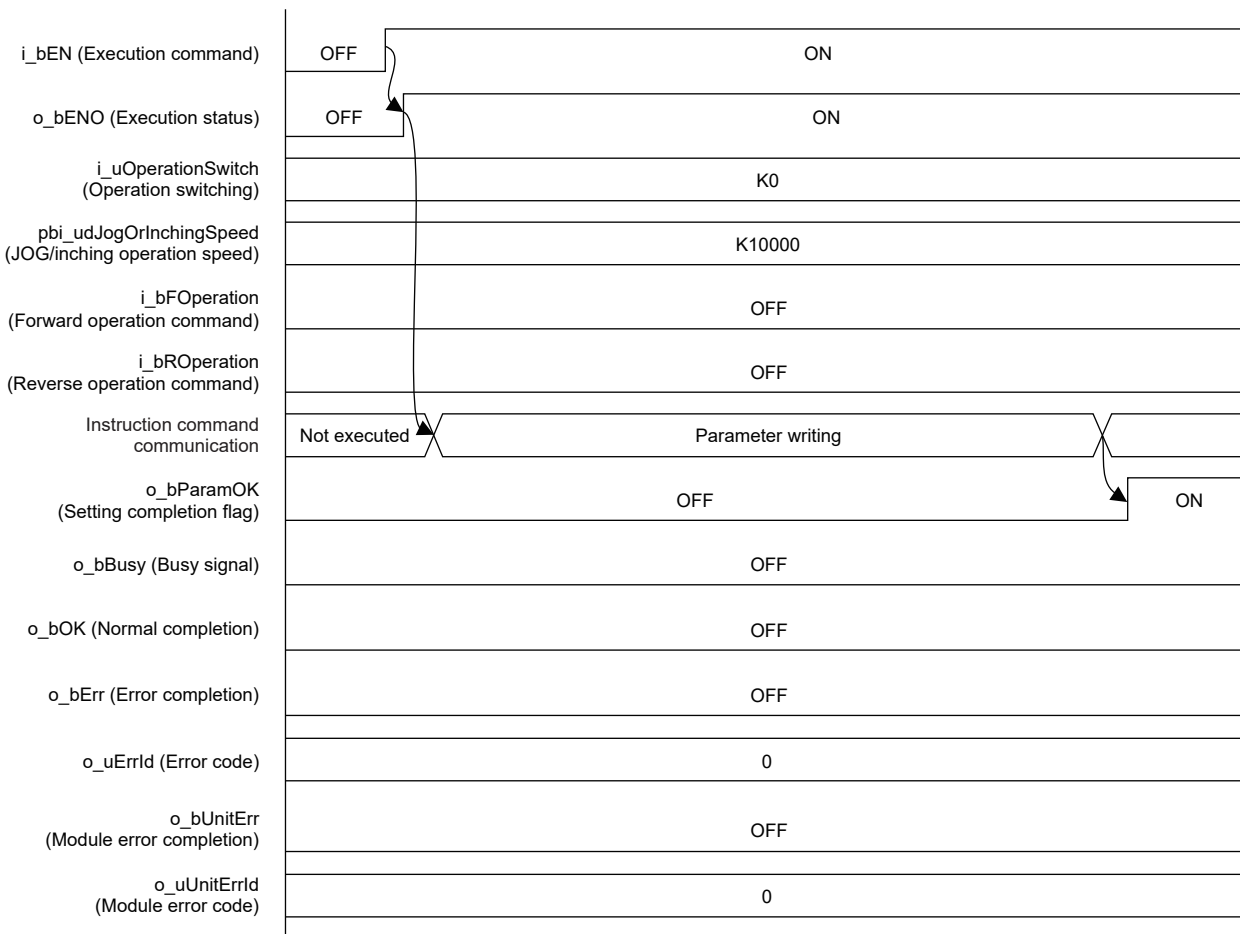 i_bEN (Execution command)
OFF
ON
o_bENO (Execution status)
OFF
ON
i_uOperationSwitch
(Operation switching)
K0
pbi_udJogOrInchingSpeed
(JOG/inching operation speed)
K10000
i_bFOperation
(Forward operation command)
OFF
i_bROperation
(Reverse operation command)
OFF
Instruction command
communication
Not executed
Parameter writing
o_bParamOK
(Setting completion flag)
OFF
ON
o_bBusy (Busy signal)
OFF
o_bOK (Normal completion)
OFF
o_bErr (Error completion)
OFF
o_uErrId (Error code)
0
o_bUnitErr
(Module error completion)
OFF
o_uUnitErrId
(Module error code)
0